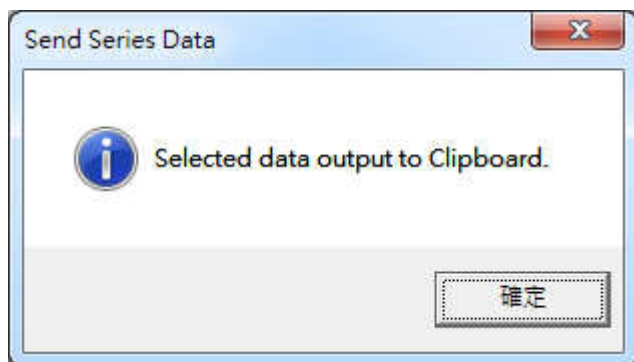 Send Series Data
Selected data output to Clipboard.
確定